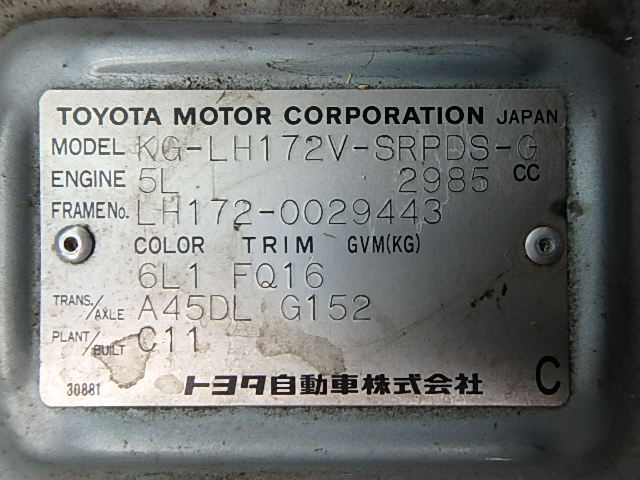 TOYOTA MOTOR CORPORATION JAPAN
MODEL KG-LH172V-SRPDS-G
ENGINE 5L 2985 CC
FRAME No. LH172-0029443
COLOR TRIM GVM(KG)
6L1 FQ16
TRANS./AXLE A45DL G152
PLANT/BUILT C11
30881 トヨタ自動車株式会社 C